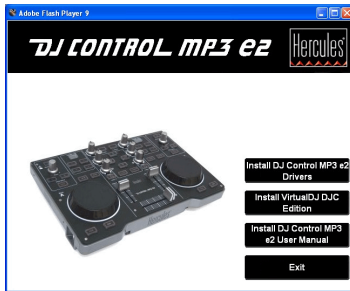 Adobe Flash Player 9
DJ CONTROL MP3 e2
Hercules
Install DJ Control MP3 e2
Drivers
Install VirtualDJ DJC
Edition
Install DJ Control MP3
e2 User Manual
Exit